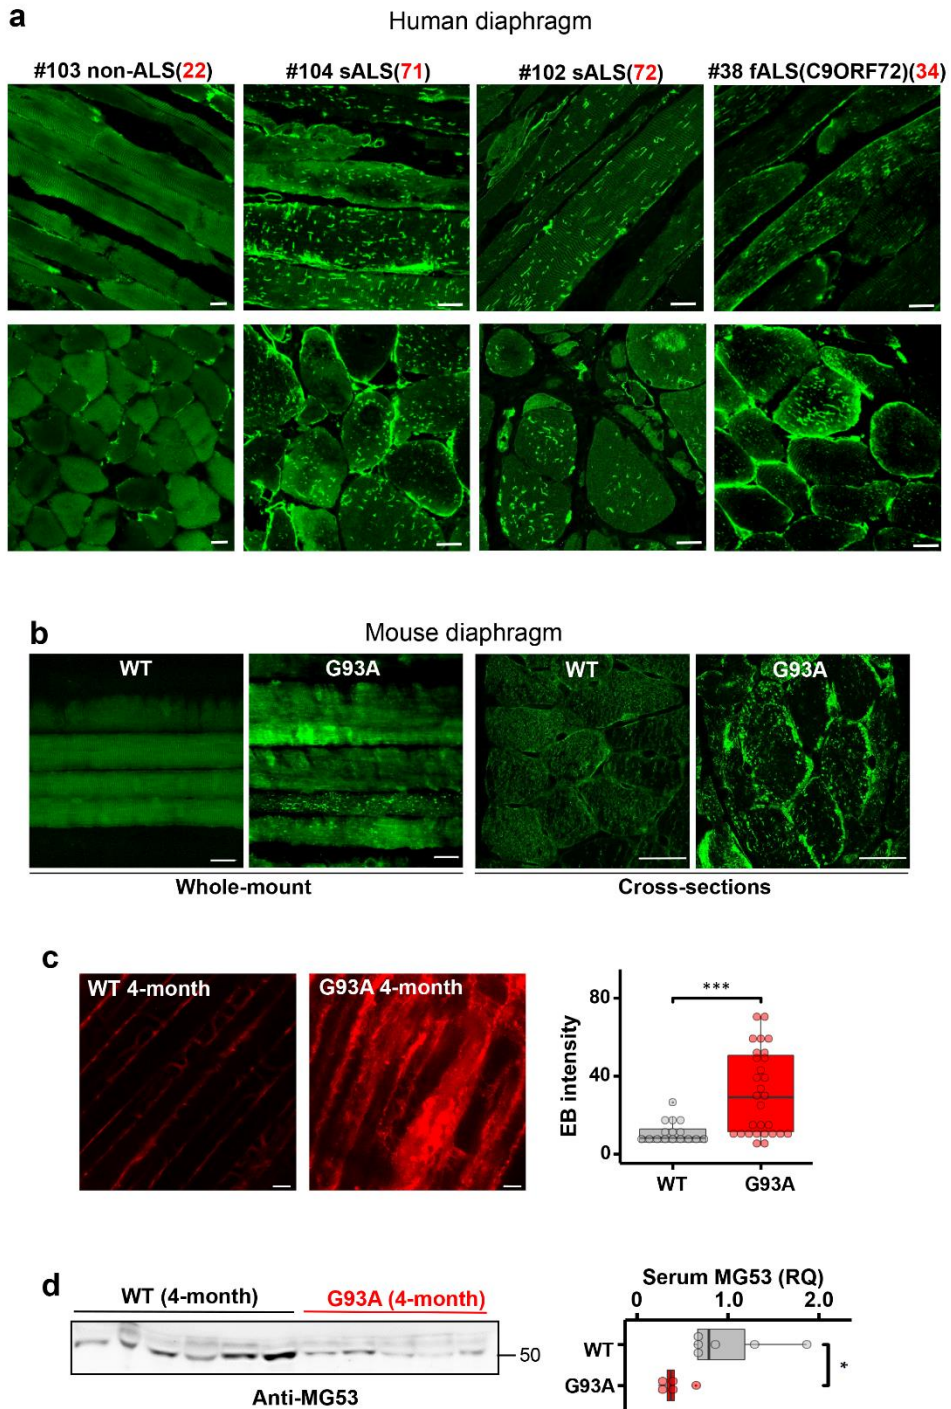 a
Human diaphragm
#103 non-ALS(22)
#104 sALS(71)
#102 sALS(72)
#38 fALS(C9ORF72)(34)
b
Mouse diaphragm
WT
G93A
WT
G93A
Whole-mount
Cross-sections
c
WT 4-month
G93A 4-month
EB intensity
80
40
0
***
WT
G93A
d
WT (4-month)
G93A (4-month)
50
Anti-MG53
Serum MG53 (RQ)
0
1.0
2.0
WT
G93A
*